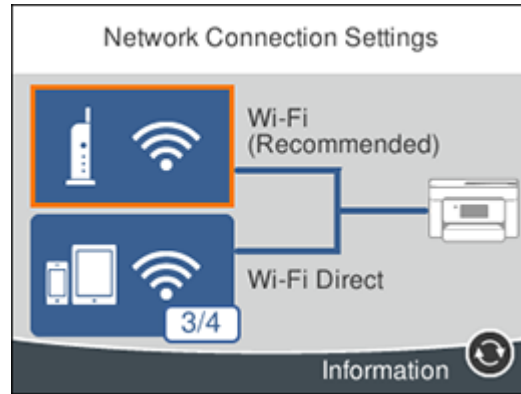 Network Connection Settings
Wi-Fi
(Recommended)
Wi-Fi Direct
3/4
Information